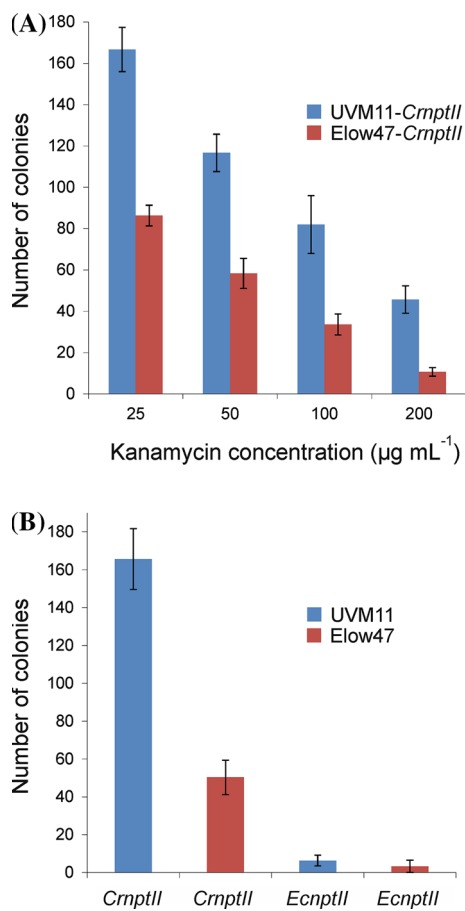 (A)
180
160
140
120
100
80
60
40
20
0
Number of colonies
UVM11-CrnptII
Elow47-CrnptII
25 50 100 200
Kanamycin concentration (µg mL⁻¹)
(B)
180
160
140
120
100
80
60
40
20
0
Number of colonies
UVM11
Elow47
CrnptII CrnptII EcnptII EcnptII